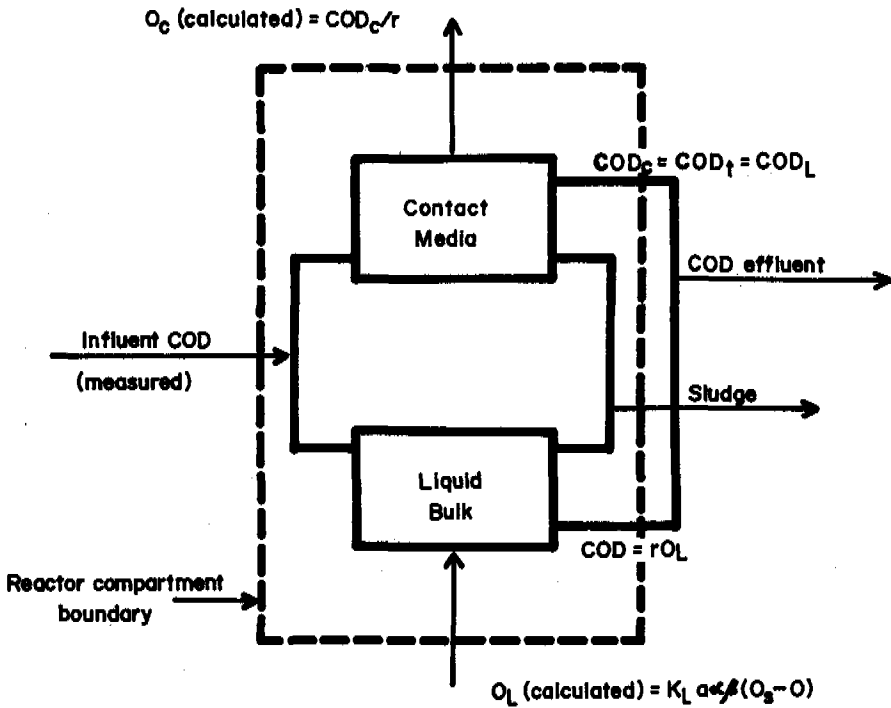 O_c (calculated) = COD_c/r
COD_c = COD_t = COD_L
Contact
Media
COD effluent
Influent COD
(measured)
Sludge
Liquid
Bulk
COD = rO_L
Reactor compartment
boundary
O_L (calculated) = K_L aαβ(O_s-O)